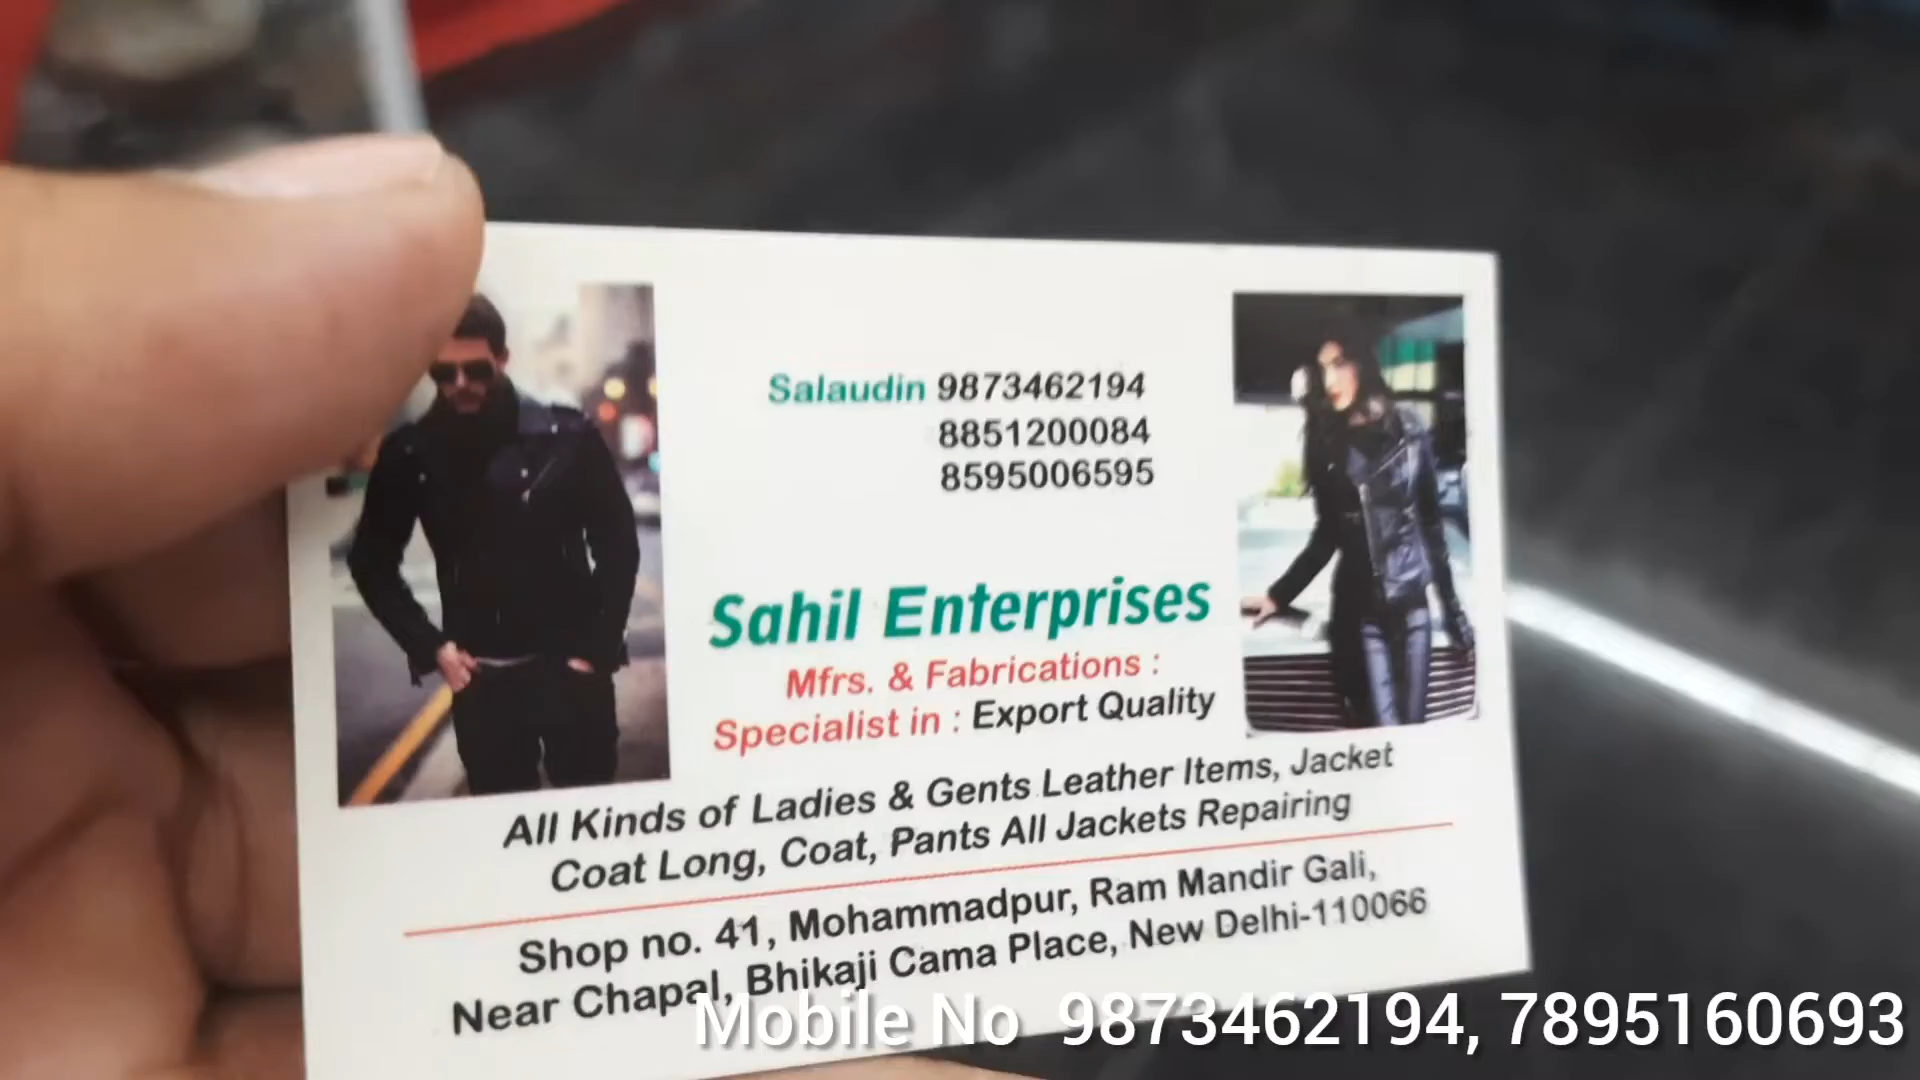 Salaudin 9873462194
8851200084
8595006595
Sahil Enterprises
Mfrs. & Fabrications :
Specialist in : Export Quality
All Kinds of Ladies & Gents Leather Items, Jacket
Coat Long, Coat, Pants All Jackets Repairing
Shop no. 41, Mohammadpur, Ram Mandir Gali,
Near Chapal, Bhikaji Cama Place, New Delhi-110066
Mobile No 9873462194, 7895160693